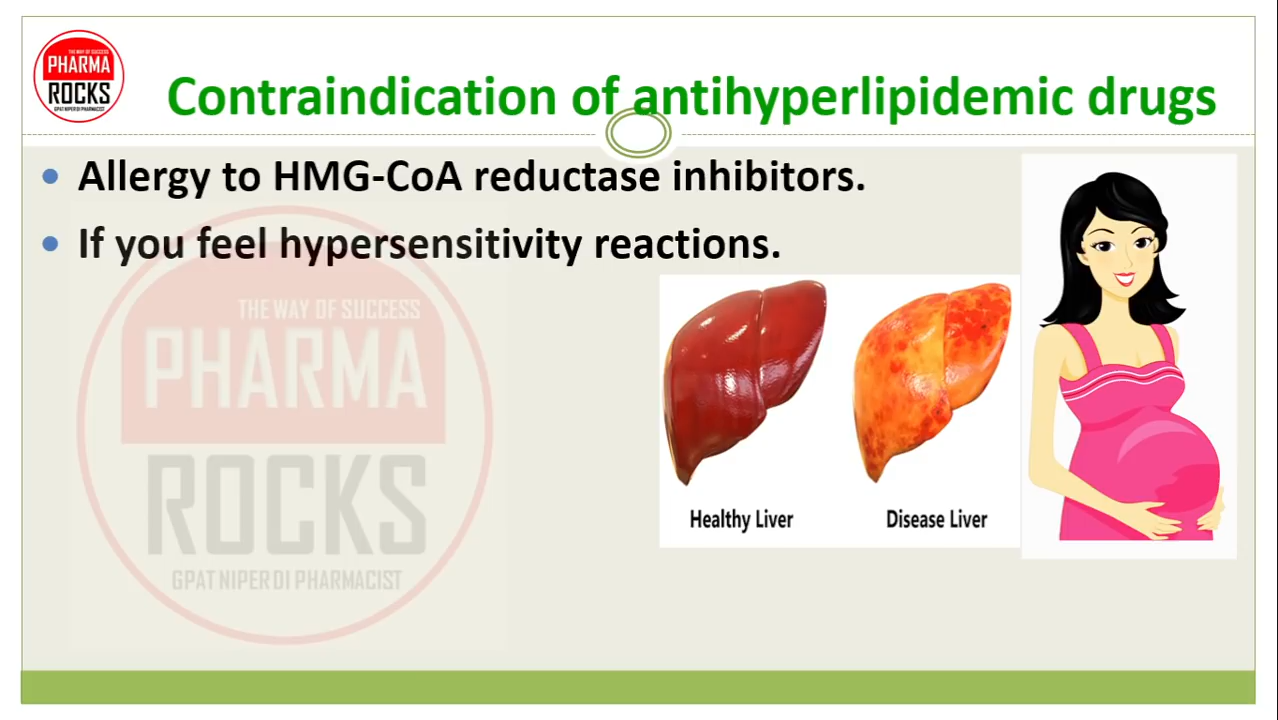 THE WAY OF SUCCESS
PHARMA
ROCKS
GPAT NIPER DI PHARMACIST
Contraindication of antihyperlipidemic drugs
• Allergy to HMG-CoA reductase inhibitors.
• If you feel hypersensitivity reactions.
THE WAY OF SUCCESS
PHARMA
ROCKS
GPAT NIPER DI PHARMACIST
Healthy Liver
Disease Liver